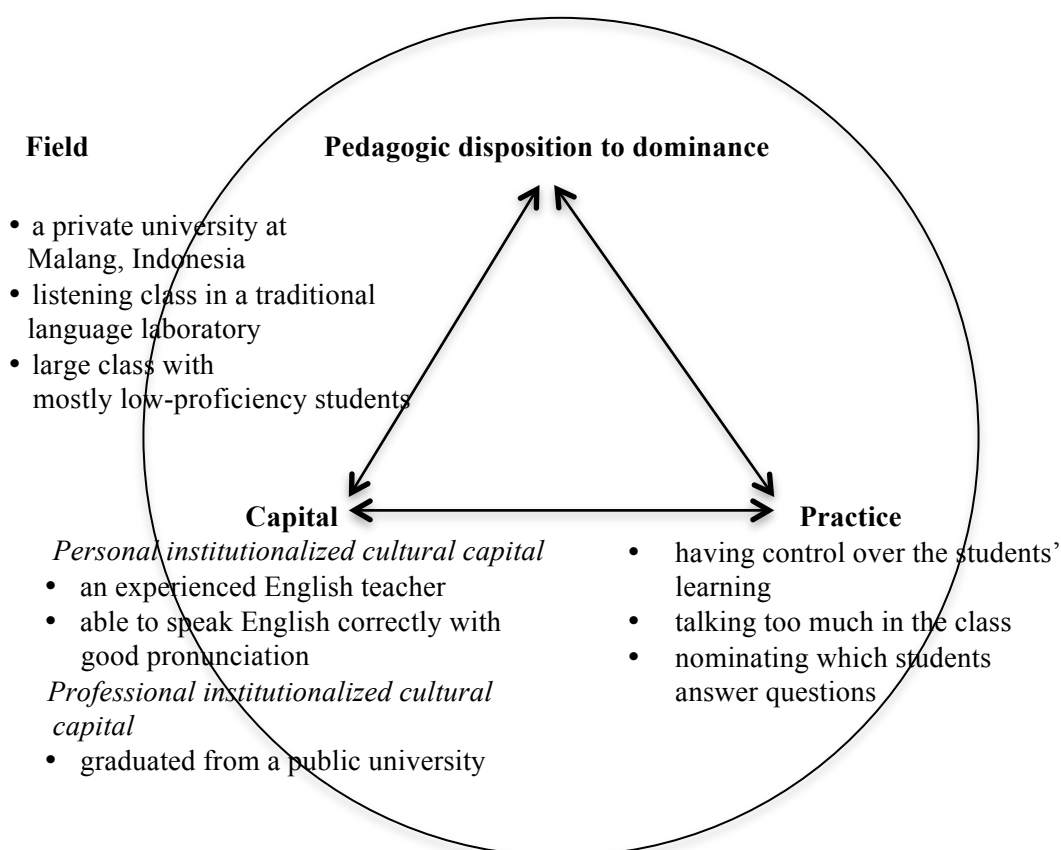 Field
Pedagogic disposition to dominance
• a private university at
Malang, Indonesia
• listening class in a traditional
language laboratory
• large class with
mostly low-proficiency students
Capital
Personal institutionalized cultural capital
• an experienced English teacher
• able to speak English correctly with
good pronunciation
Professional institutionalized cultural
capital
• graduated from a public university
Practice
• having control over the students’
learning
• talking too much in the class
• nominating which students
answer questions